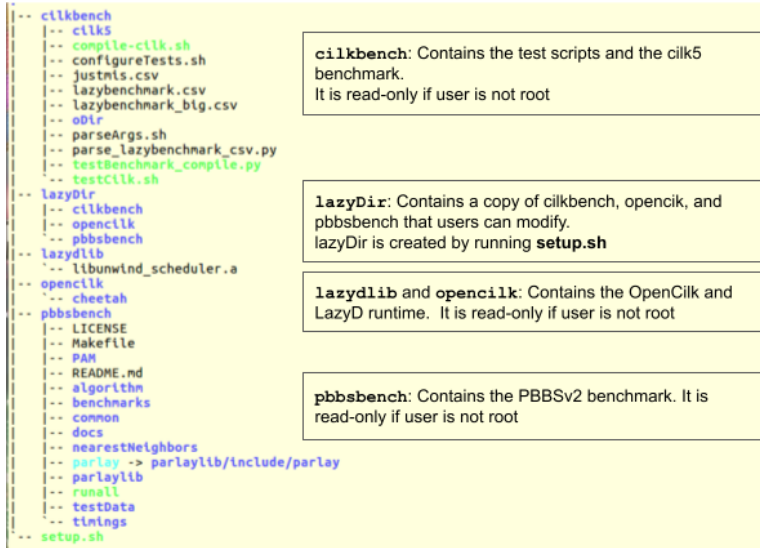 |-- cilkbench
|   |-- cilk5
|   |-- compile-cilk.sh
|   |-- configureTests.sh
|   |-- justmis.csv
|   |-- lazybenchmark.csv
|   |-- lazybenchmark_big.csv
|   |-- oDir
|   |-- parseArgs.sh
|   |-- parse_lazybenchmark_csv.py
|   |-- testBenchmark_compile.py
|   `-- testCilk.sh
|-- lazyDir
|   |-- cilkbench
|   |-- opencilk
|   `-- pbbsbench
|-- lazydlib
|   `-- libunwind_scheduler.a
|-- opencilk
|   `-- cheetah
|-- pbbsbench
|   |-- LICENSE
|   |-- Makefile
|   |-- PAM
|   |-- README.md
|   |-- algorithm
|   |-- benchmarks
|   |-- common
|   |-- docs
|   |-- nearestNeighbors
|   |-- parlay -> parlaylib/include/parlay
|   |-- parlaylib
|   |-- runall
|   |-- testData
|   `-- timings
`-- setup.sh
cilkbench: Contains the test scripts and the cilk5
benchmark.
It is read-only if user is not root
lazyDir: Contains a copy of cilkbench, opencik, and
pbbsbench that users can modify.
lazyDir is created by running setup.sh
lazydlib and opencilk: Contains the OpenCilk and
LazyD runtime.  It is read-only if user is not root
pbbsbench: Contains the PBBSv2 benchmark. It is
read-only if user is not root